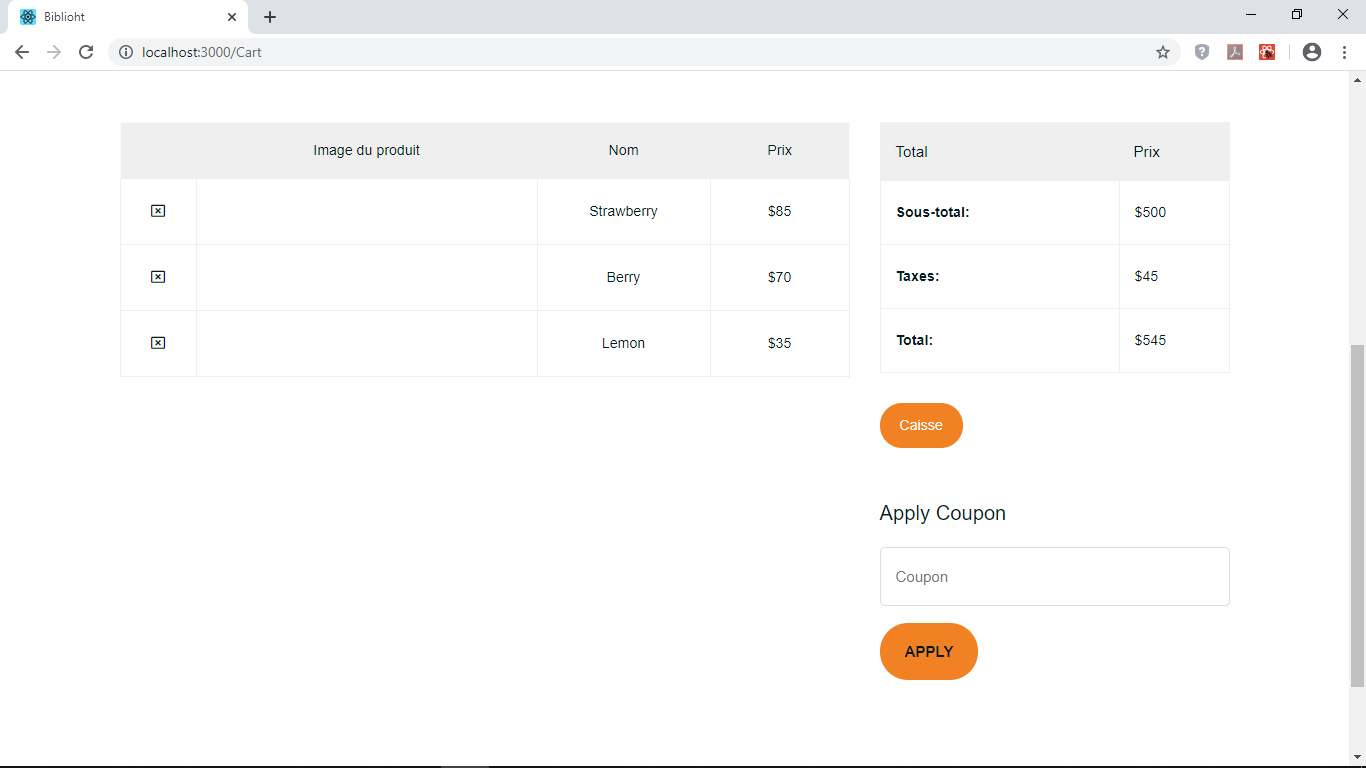 Biblioht
localhost:3000/Cart
Image du produit Nom Prix
Strawberry $85
Berry $70
Lemon $35
Total Prix
Sous-total: $500
Taxes: $45
Total: $545
Caisse
Apply Coupon
Coupon
APPLY